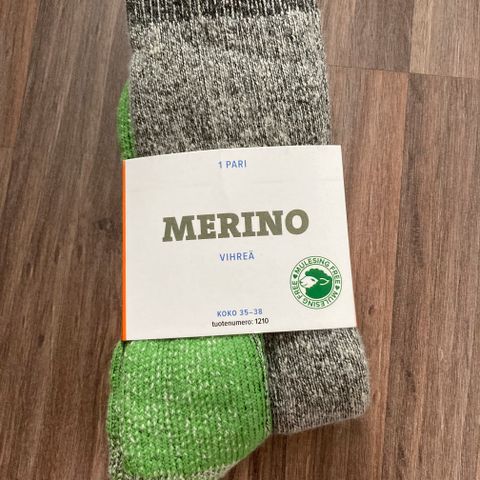 1 PARI
MERINO
VIHREÄ
MULESING FREE • MULESING FREE •
KOKO 35-38
tuotenumero: 1210